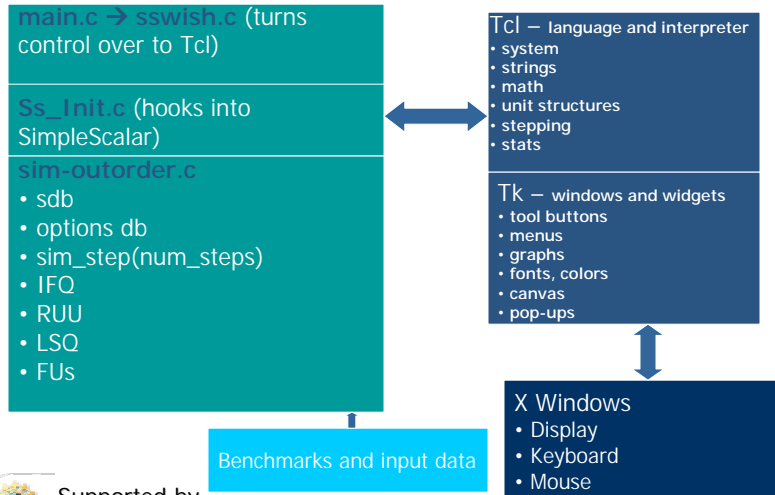 main.c → sswish.c (turns
control over to Tcl)
Ss_Init.c (hooks into
SimpleScalar)
sim-outorder.c
• sdb
• options db
• sim_step(num_steps)
• IFQ
• RUU
• LSQ
• FUs
Tcl – language and interpreter
• system
• strings
• math
• unit structures
• stepping
• stats
Tk – windows and widgets
• tool buttons
• menus
• graphs
• fonts, colors
• canvas
• pop-ups
X Windows
• Display
• Keyboard
• Mouse
Benchmarks and input data
Supported by